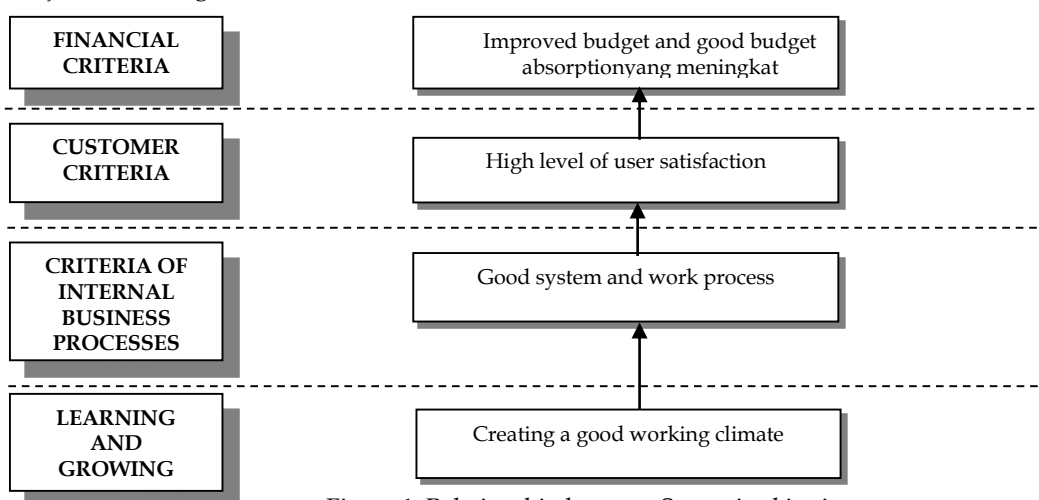 FINANCIAL
CRITERIA
Improved budget and good budget
absorptionyang meningkat
CUSTOMER
CRITERIA
High level of user satisfaction
CRITERIA OF
INTERNAL
BUSINESS
PROCESSES
Good system and work process
LEARNING
AND
GROWING
Creating a good working climate